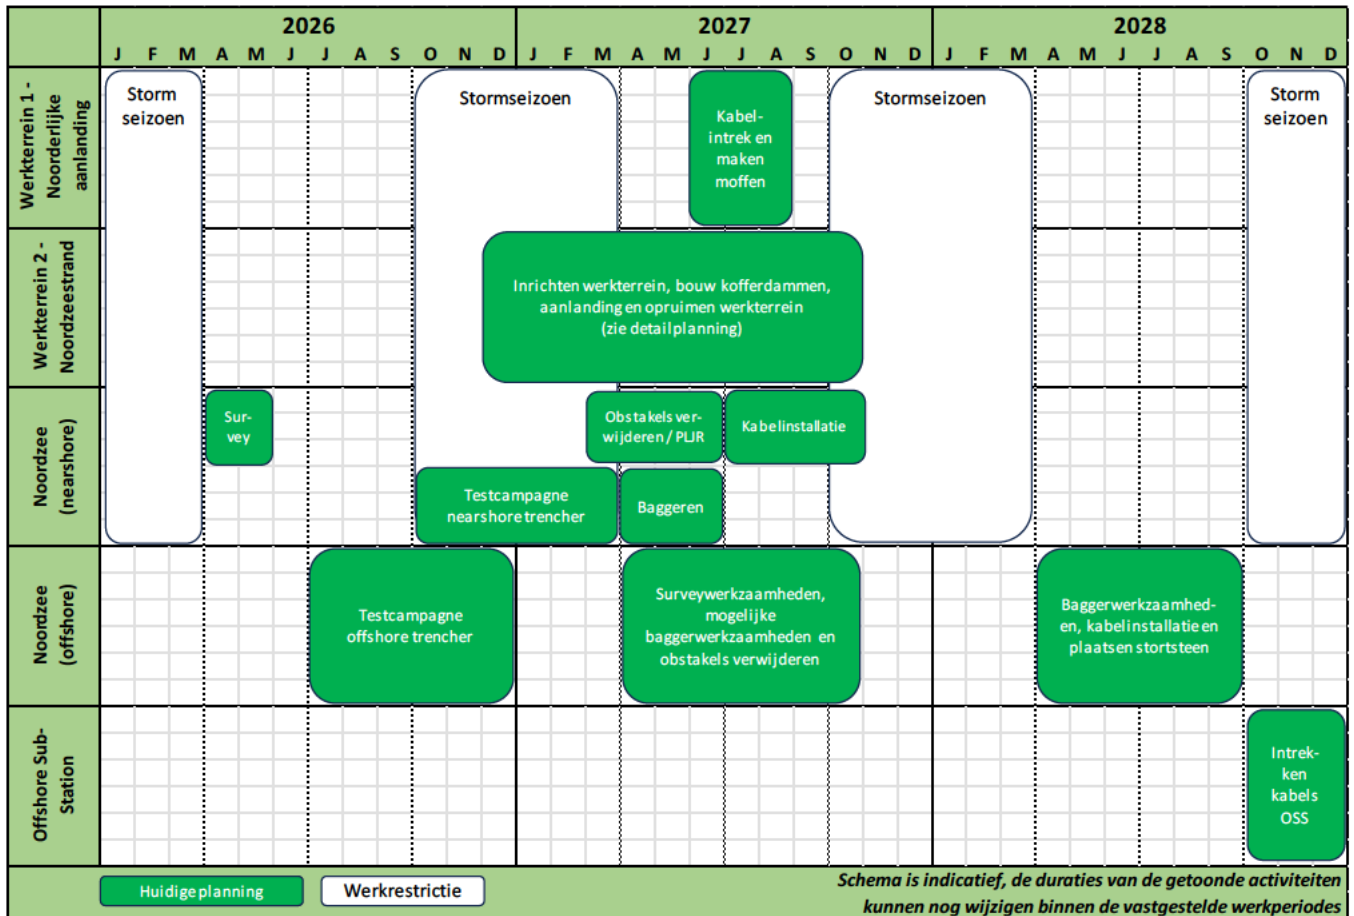 2026 2027 2028
J F M A M J J A S O N D J F M A M J J A S O N D J F M A M J J A S O N D
Werkterrein 1 -
Noorderlijke
aanlanding
Storm
seizoen
Stormseizoen
Kabel-
intrek en
maken
moffen
Stormseizoen
Storm
seizoen
Werkterrein 2 -
Noordzeestrand
Inrichten werkterrein, bouw kofferdammen,
aanlanding en opruimen werkterrein
(zie detailplanning)
Noordzee
(nearshore)
Sur-
vey
Obstakels ver-
wijderen / PLJR
Kabelinstallatie
Testcampagne
nearshore trencher
Baggeren
Noordzee
(offshore)
Testcampagne
offshore trencher
Surveywerkzaamheden,
mogelijke
baggerwerkzaamheden en
obstakels verwijderen
Baggerwerkzaamhed-
en, kabelinstallatie en
plaatsen stortsteen
Offshore Sub-
Station
Intrek-
ken
kabels
OSS
Huidige planning
Werkrestrictie
Schema is indicatief, de duraties van de getoonde activiteiten
kunnen nog wijzigen binnen de vastgestelde werkperiodes